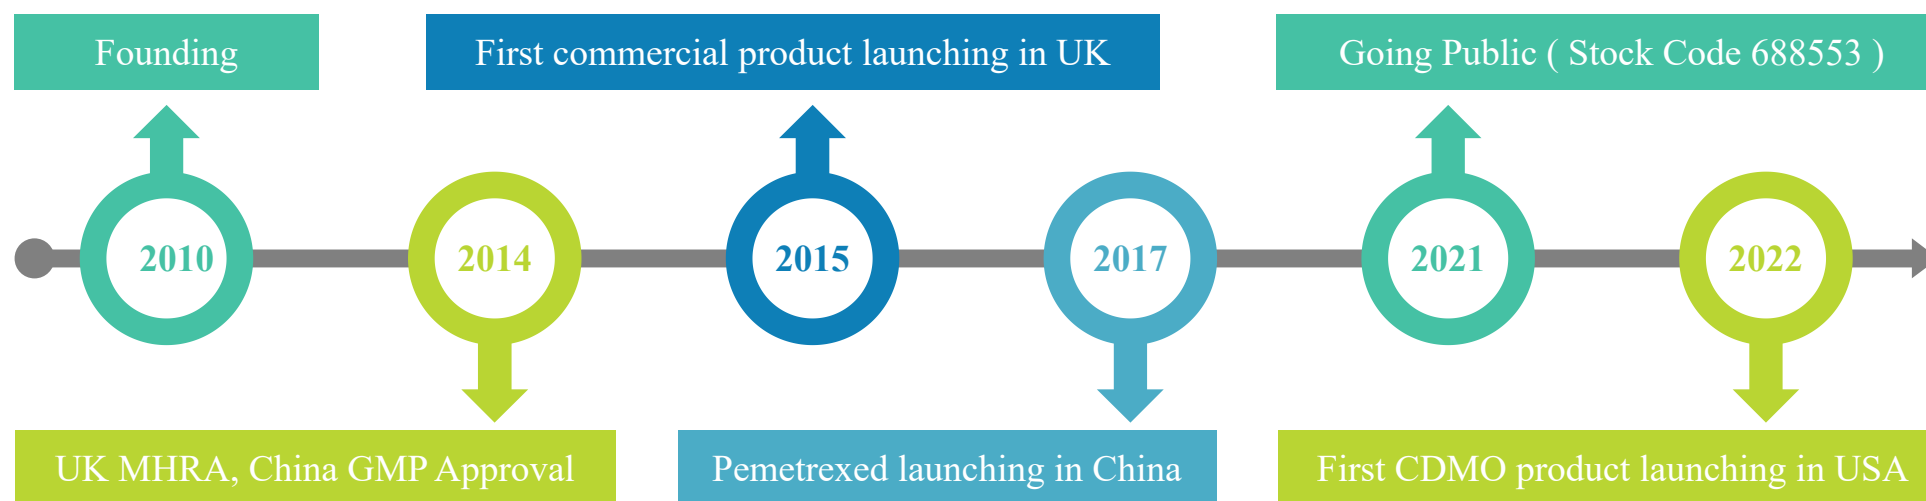 Founding
First commercial product launching in UK
Going Public ( Stock Code 688553 )
2010
2014
2015
2017
2021
2022
UK MHRA, China GMP Approval
Pemetrexed launching in China
First CDMO product launching in USA